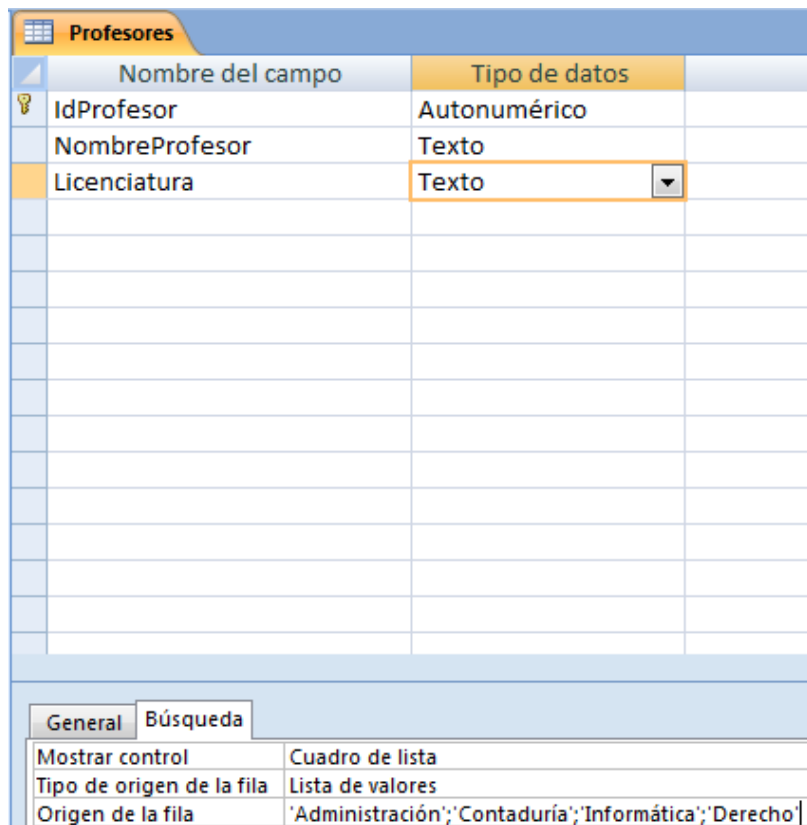 Profesores
Nombre del campo Tipo de datos
IdProfesor Autonumérico
NombreProfesor Texto
Licenciatura Texto
General Búsqueda
Mostrar control Cuadro de lista
Tipo de origen de la fila Lista de valores
Origen de la fila 'Administración';'Contaduría';'Informática';'Derecho'